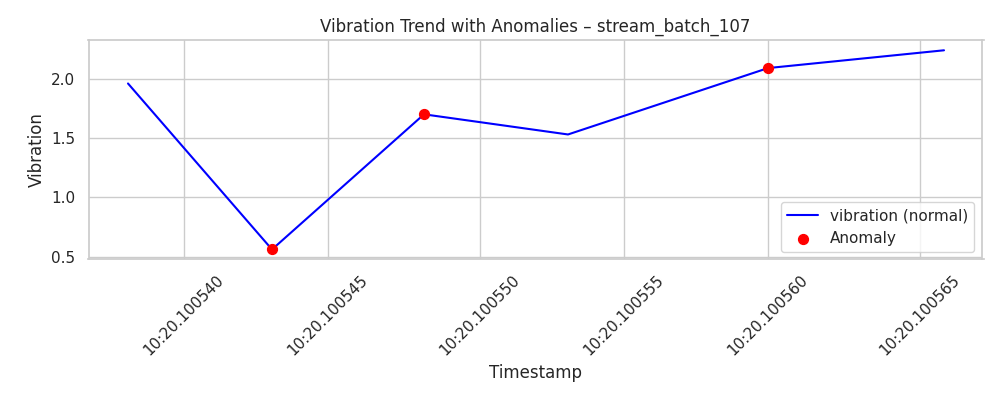 Vibration Trend with Anomalies – stream_batch_107
Vibration
2.0
1.5
1.0
0.5
vibration (normal)
Anomaly
10:20.100540
10:20.100545
10:20.100550
10:20.100555
10:20.100560
10:20.100565
Timestamp